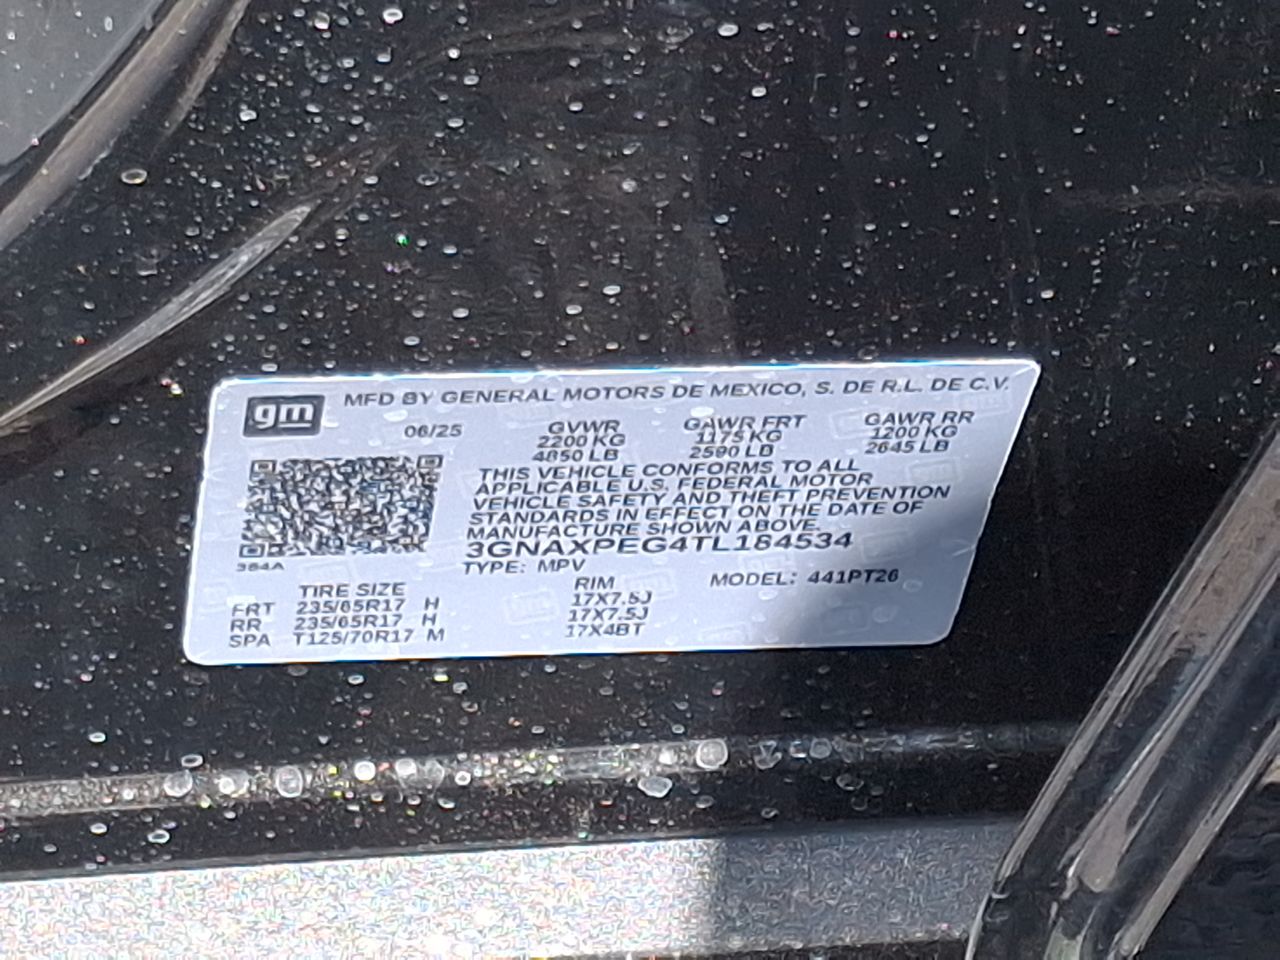 gm
MFD BY GENERAL MOTORS DE MEXICO, S. DE R.L. DE C.V.
06/25 GVWR GAWR FRT GAWR RR
2200 KG 1175 KG 1200 KG
4850 LB 2590 LB 2645 LB
THIS VEHICLE CONFORMS TO ALL
APPLICABLE U.S. FEDERAL MOTOR
VEHICLE SAFETY AND THEFT PREVENTION
STANDARDS IN EFFECT ON THE DATE OF
MANUFACTURE SHOWN ABOVE.
3GNAXPEG4TL184534
384A
TYPE: MPV
TIRE SIZE RIM MODEL: 441PT26
FRT 235/65R17 H 17X7.5J
RR 235/65R17 H 17X7.5J
SPA T125/70R17 M 17X4BT